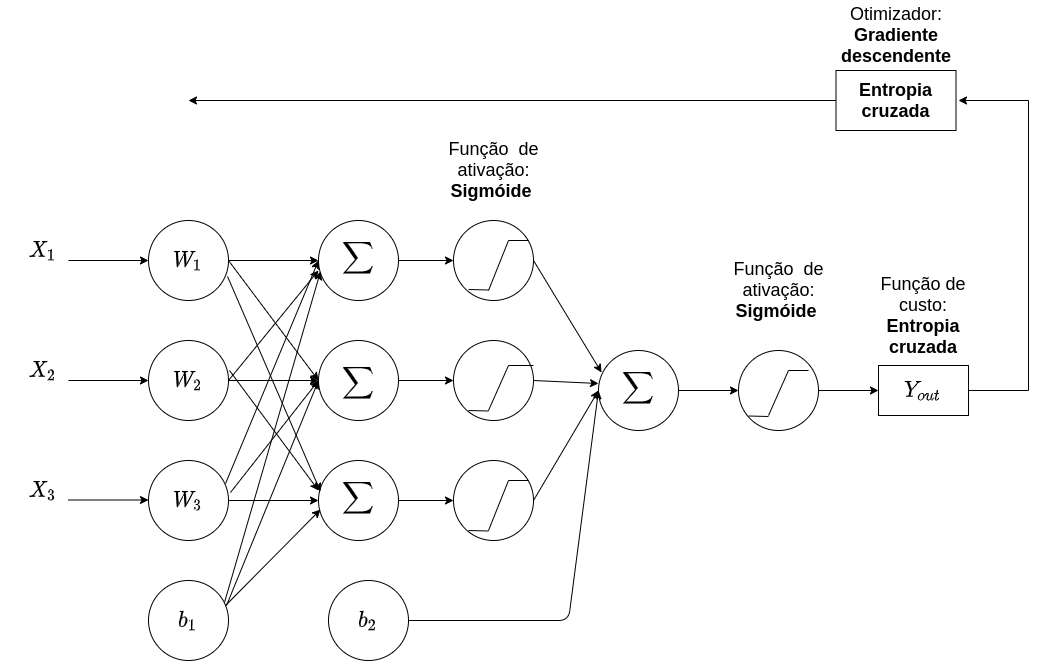 Otimizador:
Gradiente
descendente
Entropia
cruzada
Função de
ativação:
Sigmóide
X₁
W₁
∑
Função de
ativação:
Sigmóide
Função de
custo:
Entropia
cruzada
X₂
W₂
∑
∑
Yₒᵤₜ
X₃
W₃
∑
b₁
b₂